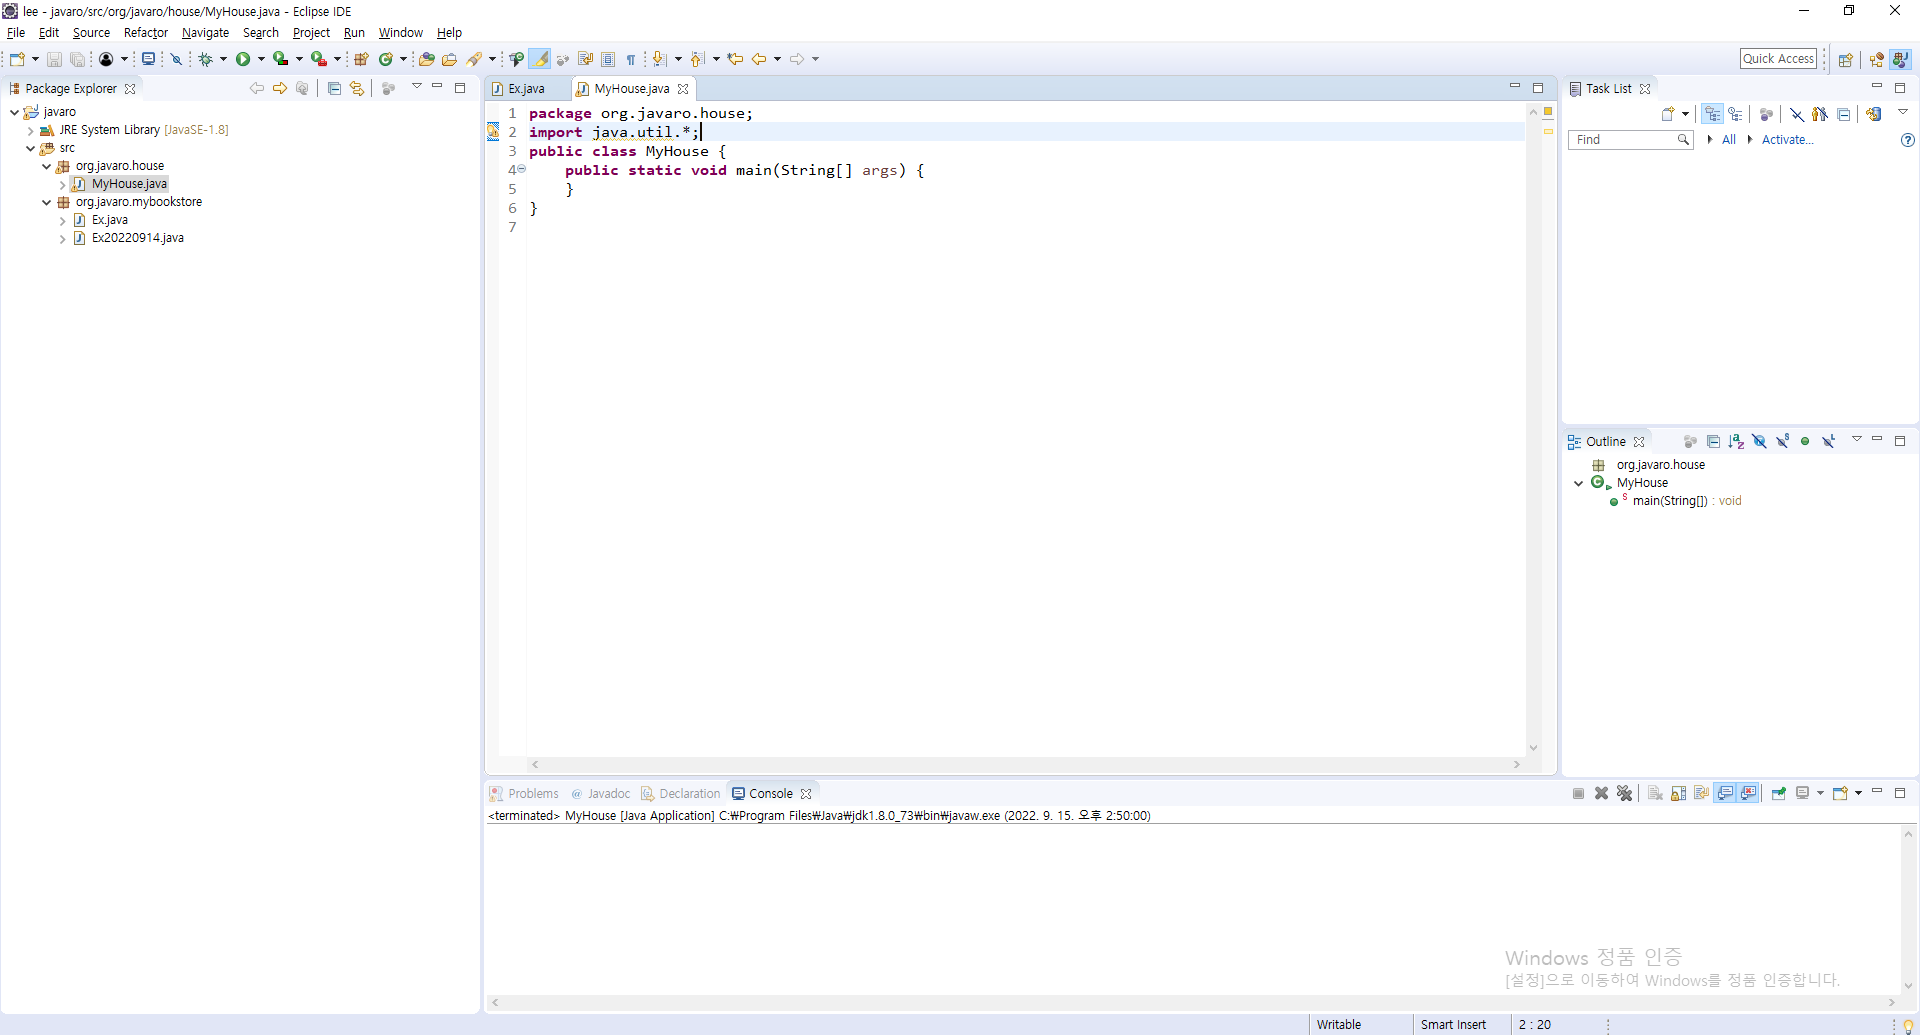 lee - javaro/src/org/javaro/house/MyHouse.java - Eclipse IDE
File Edit Source Refactor Navigate Search Project Run Window Help
Quick Access
Package Explorer
javaro
JRE System Library [JavaSE-1.8]
src
org.javaro.house
MyHouse.java
org.javaro.mybookstore
Ex.java
Ex20220914.java
Ex.java MyHouse.java
1 package org.javaro.house;
2 import java.util.*;
3 public class MyHouse {
4 public static void main(String[] args) {
5 }
6 }
7
Task List
Find All Activate...
Outline
org.javaro.house
MyHouse
main(String[]) : void
Problems @ Javadoc Declaration Console
<terminated> MyHouse [Java Application] C:₩Program Files₩Java₩jdk1.8.0_73₩bin₩javaw.exe (2022. 9. 15. 오후 2:50:00)
Windows 정품 인증
[설정]으로 이동하여 Windows를 정품 인증합니다.
Writable Smart Insert 2 : 20